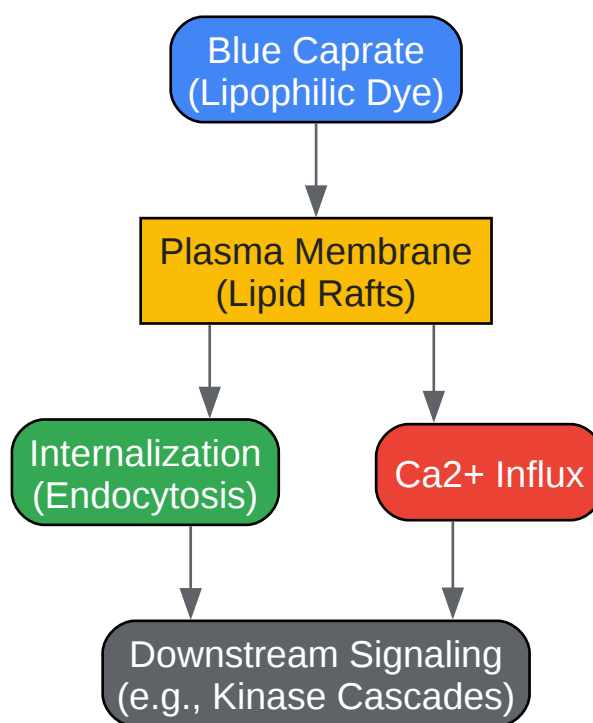 Blue Caprate
(Lipophilic Dye)
Plasma Membrane
(Lipid Rafts)
Internalization
(Endocytosis)
Ca2+ Influx
Downstream Signaling
(e.g., Kinase Cascades)